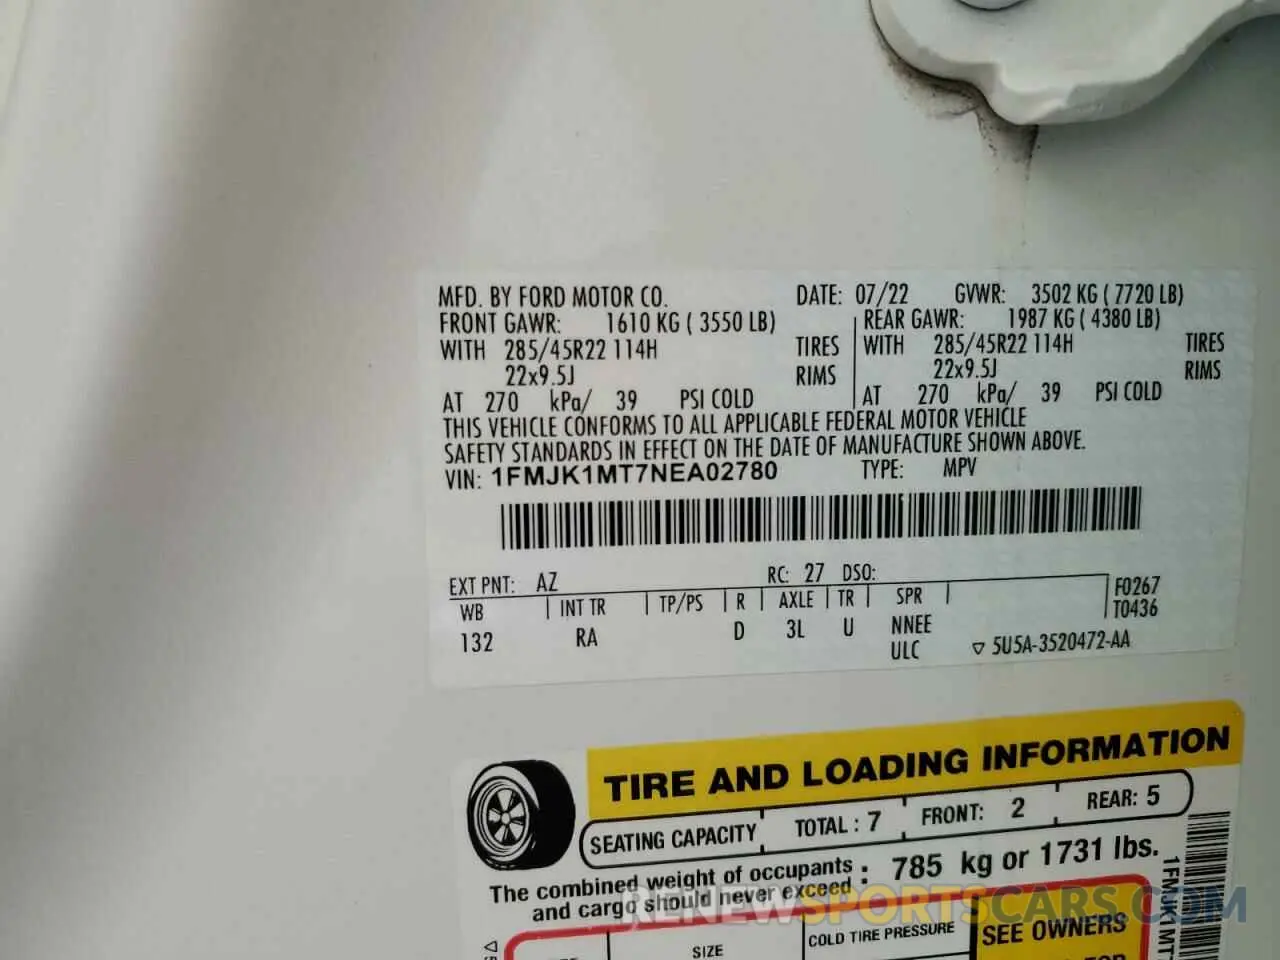 MFD. BY FORD MOTOR CO. DATE: 07/22 GVWR: 3502 KG ( 7720 LB)
FRONT GAWR: 1610 KG ( 3550 LB) REAR GAWR: 1987 KG ( 4380 LB)
WITH 285/45R22 114H TIRES WITH 285/45R22 114H TIRES
22x9.5J RIMS 22x9.5J RIMS
AT 270 kPa/ 39 PSI COLD AT 270 kPa/ 39 PSI COLD
THIS VEHICLE CONFORMS TO ALL APPLICABLE FEDERAL MOTOR VEHICLE
SAFETY STANDARDS IN EFFECT ON THE DATE OF MANUFACTURE SHOWN ABOVE.
VIN: 1FMJK1MT7NEA02780 TYPE: MPV
EXT PNT: AZ RC: 27 DSO:
WB INT TR TP/PS R AXLE TR SPR F0267
T0436
132 RA D 3L U NNEE
ULC 5U5A-3520472-AA
TIRE AND LOADING INFORMATION
SEATING CAPACITY TOTAL : 7 FRONT: 2 REAR: 5
The combined weight of occupants
and cargo should never exceed : 785 kg or 1731 lbs.
SIZE COLD TIRE PRESSURE SEE OWNERS
1FMJK1MT
RENEWSPORTSCARS.COM